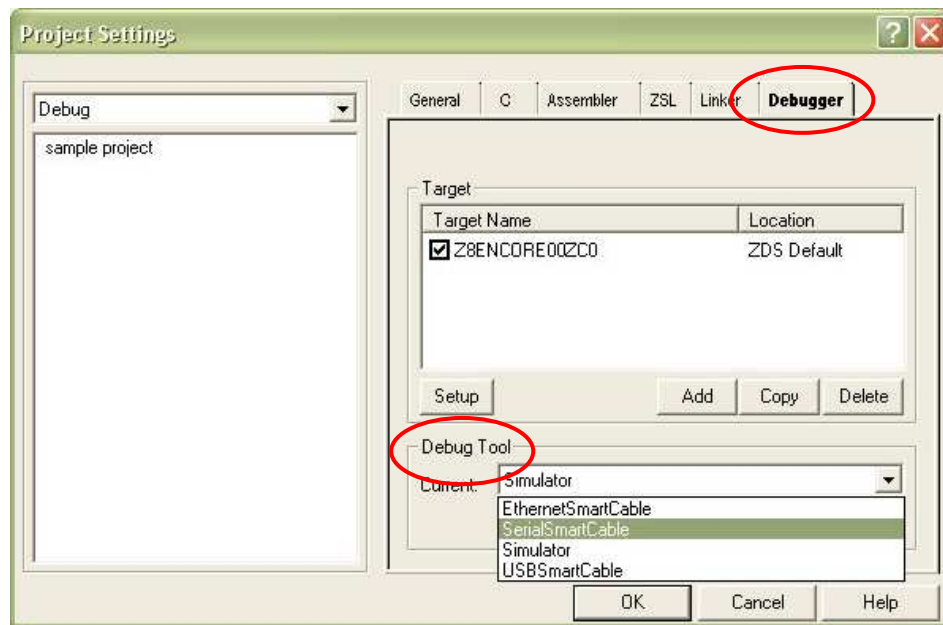 Project Settings
Debug
sample project
General C Assembler ZSL Linker Debugger
Target
Target Name Location
Z8ENCORE00ZC0 ZDS Default
Setup Add Copy Delete
Debug Tool
Current: Simulator
EthernetSmartCable
SerialSmartCable
Simulator
USBSmartCable
OK Cancel Help